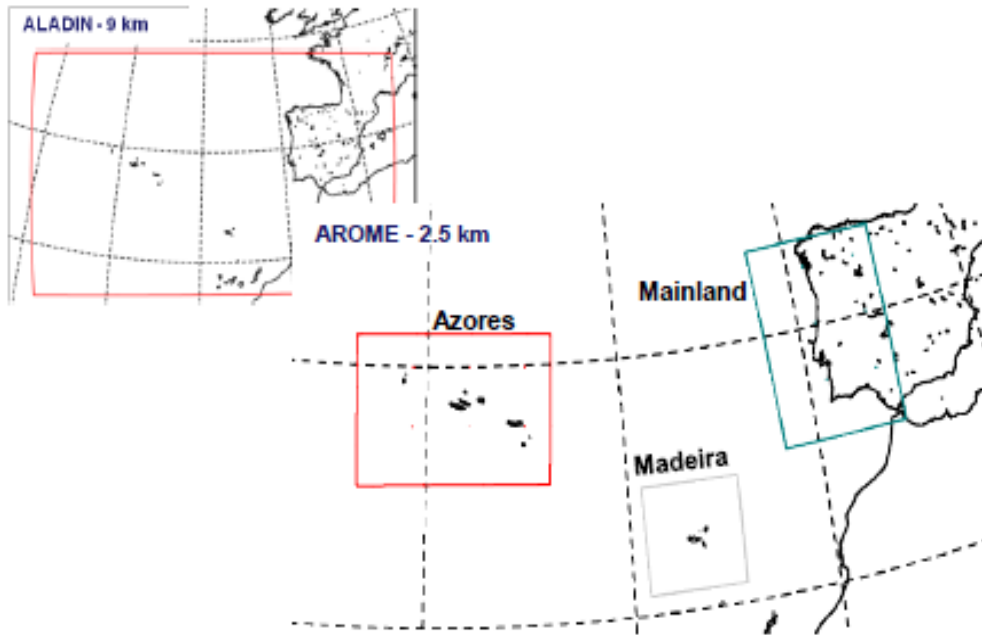 ALADIN - 9 km
AROME - 2.5 km
Mainland
Azores
Madeira